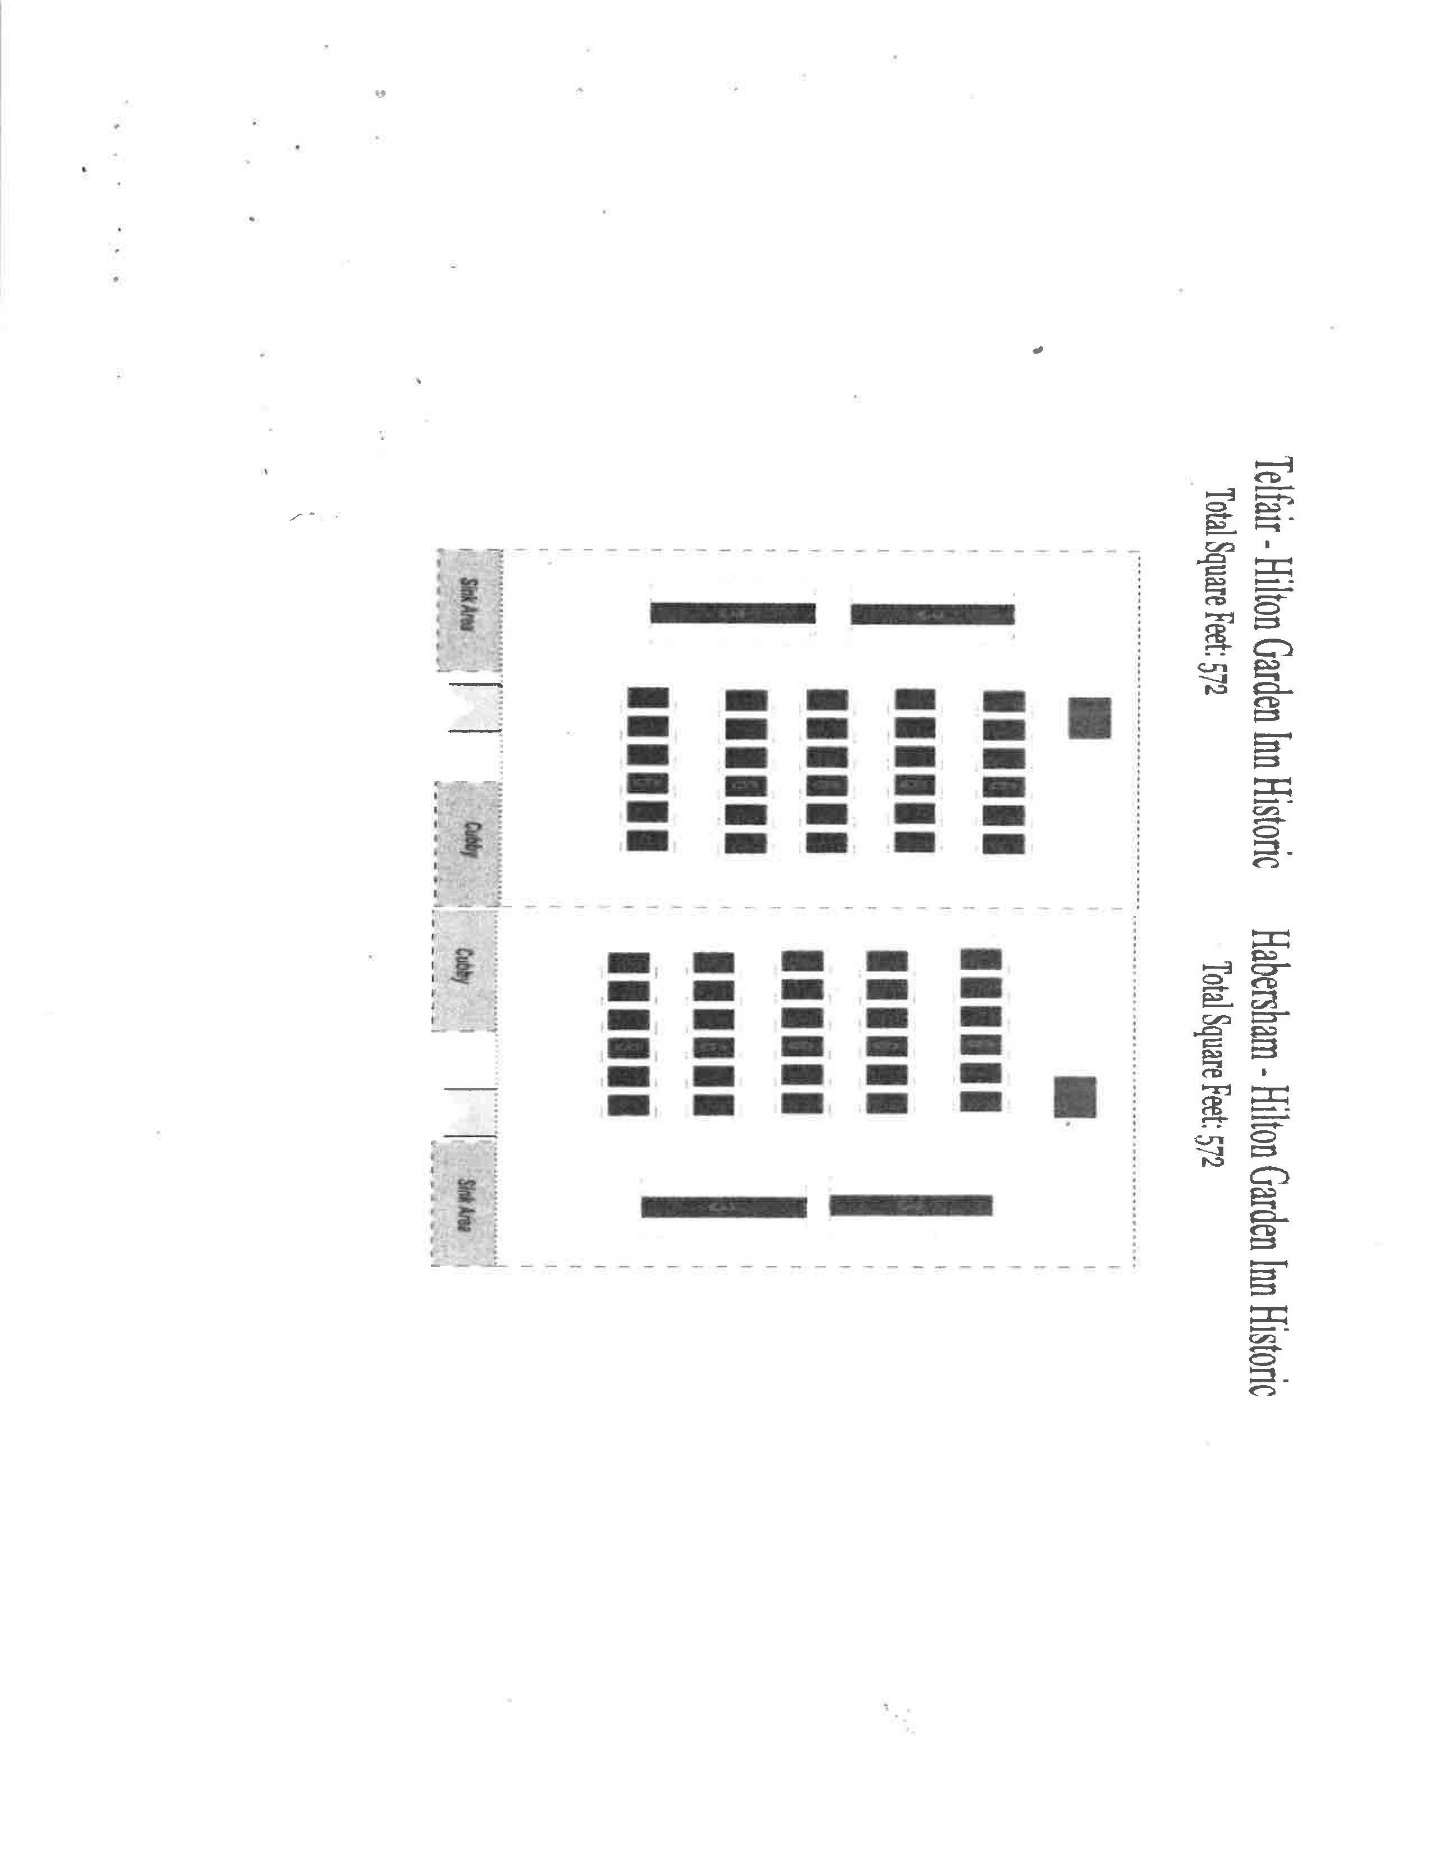 Telfair - Hilton Garden Inn Historic
Total Square Feet: 572
Habersham - Hilton Garden Inn Historic
Total Square Feet: 572
Sink Area
Cubby
Cubby
Sink Area